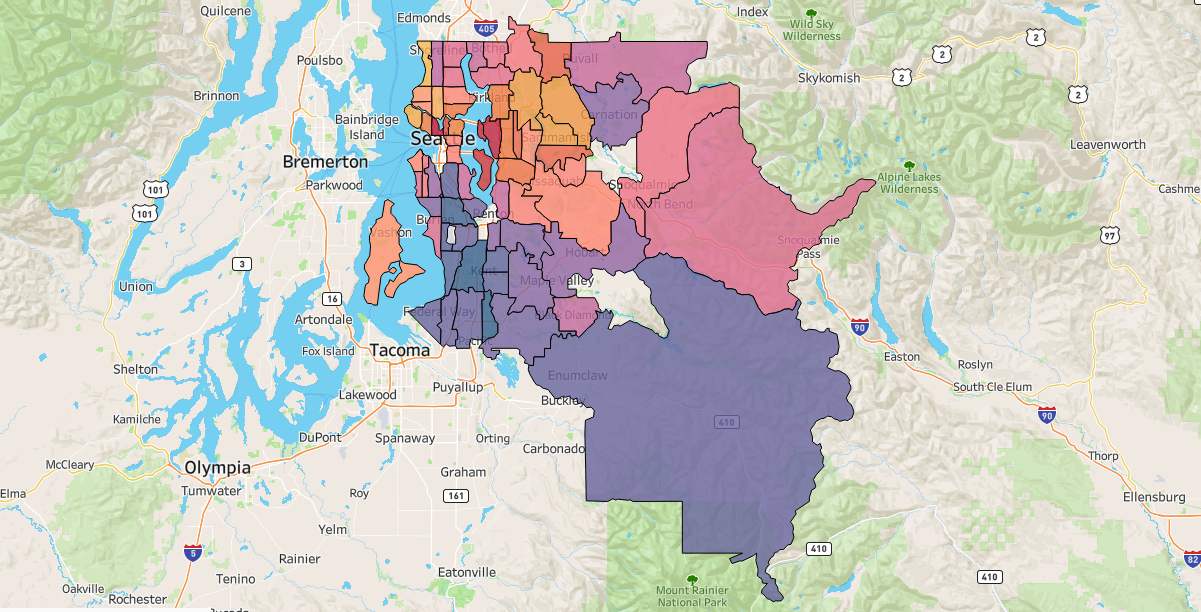 Quilcene
Edmonds
405
Index
Wild Sky
Wilderness
2
2
Poulsbo
Bothell
Duvall
Skykomish
2
2
Brinnon
Kirkland
Carnation
Bainbridge
Island
Seattle
Sammamish
Leavenworth
Bremerton
Alpine Lakes
Wilderness
Cashme
101
Parkwood
Issaquah
Snoqualmie
101
North Bend
Bu
Renton
Vashon
97
Snoqualmie
Pass
3
Hobart
Kent
Maple Valley
Union
16
Artondale
Federal Way
Black Diamond
90
Fox Island
Tacoma
Pacific
Easton
Roslyn
Shelton
Enumclaw
Lakewood
Puyallup
South Cle Elum
Buckley
90
Kamilche
410
DuPont
Spanaway
Orting
Carbonado
Thorp
McCleary
Olympia
Graham
Elma
Tumwater
Roy
161
Ellensburg
Yelm
5
Rainier
410
82
Tenino
Eatonville
410
Oakville
Rochester
Mount Rainier
National Park